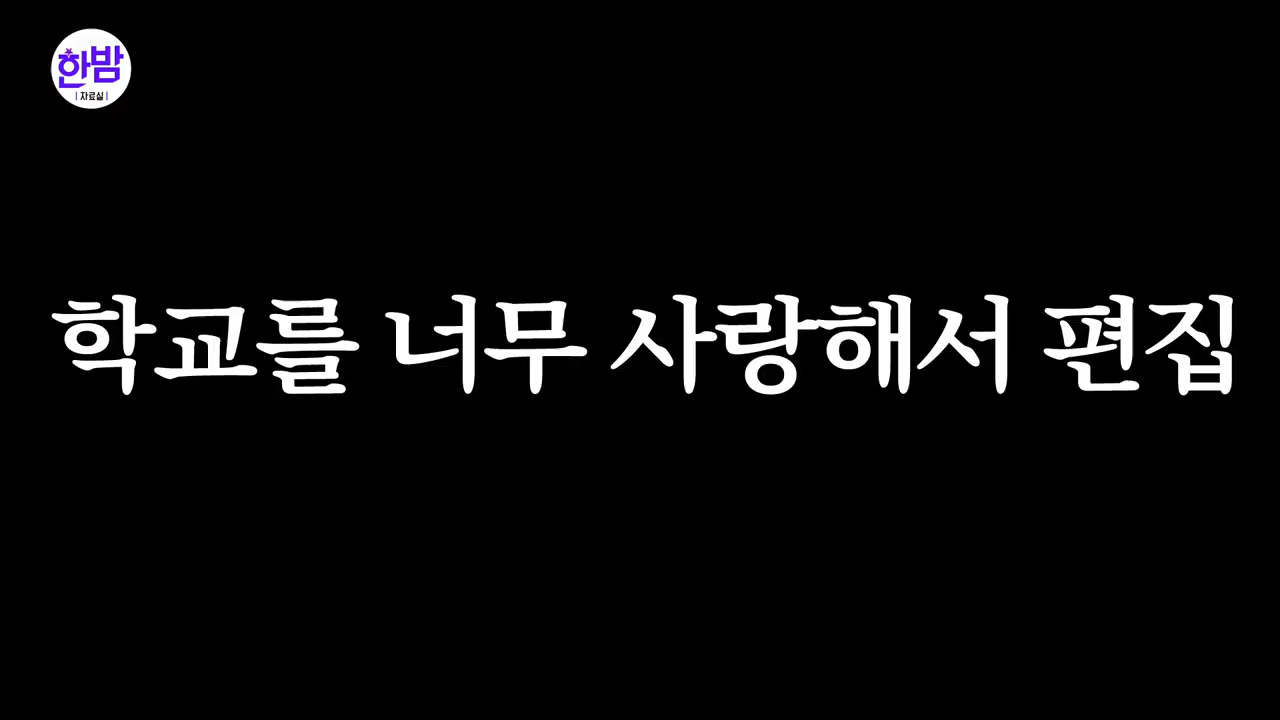 한밤
| 자료실 |
학교를 너무 사랑해서 편집